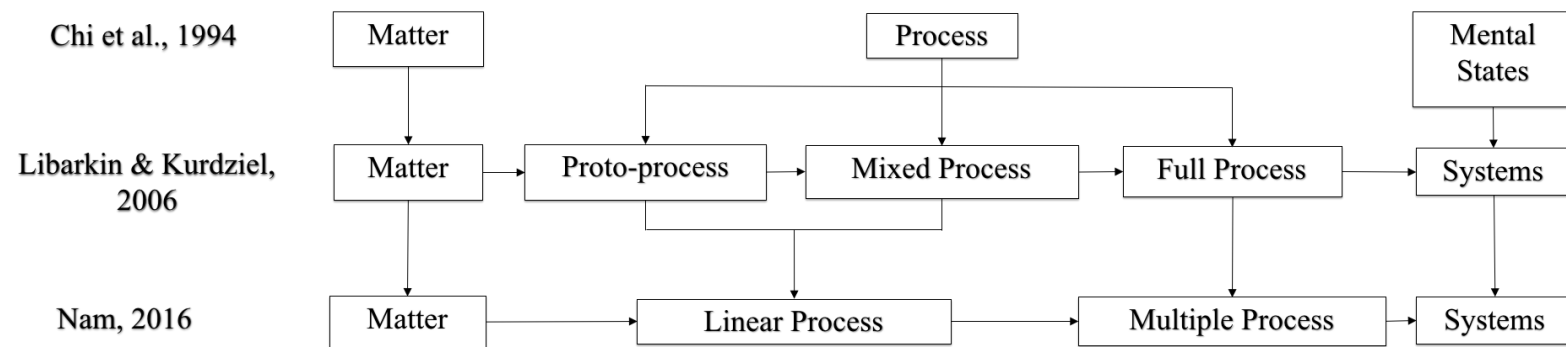 Chi et al., 1994
Matter
Process
Mental
States
Libarkin & Kurdziel,
2006
Matter
Proto-process
Mixed Process
Full Process
Systems
Nam, 2016
Matter
Linear Process
Multiple Process
Systems